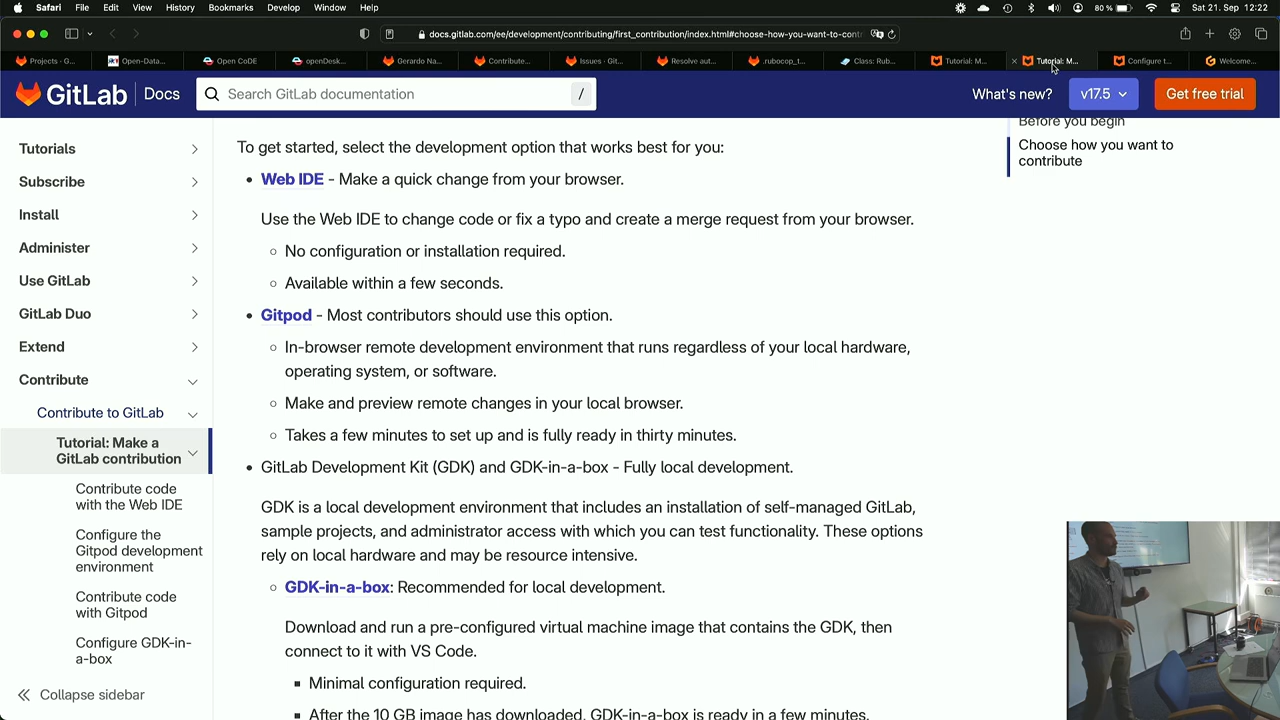 Safari File Edit View History Bookmarks Develop Window Help 80 % Sat 21. Sep 12:22
docs.gitlab.com/ee/development/contributing/first_contribution/index.html#choose-how-you-want-to-cont
Projects · G... Open-Data... Open CoDE openDesk... Gerardo Na... Contribute... Issues · Git... Resolve aut... .rubocop_t... Class: Rub... Tutorial: M... Tutorial: M... Configure t... Welcome...
GitLab Docs Search GitLab documentation / What's new? v17.5 Get free trial
Tutorials
Subscribe
Install
Administer
Use GitLab
GitLab Duo
Extend
Contribute
Contribute to GitLab
Tutorial: Make a
GitLab contribution
Contribute code
with the Web IDE
Configure the
Gitpod development
environment
Contribute code
with Gitpod
Configure GDK-in-
a-box
Collapse sidebar
To get started, select the development option that works best for you:
• Web IDE - Make a quick change from your browser.
Use the Web IDE to change code or fix a typo and create a merge request from your browser.
○ No configuration or installation required.
○ Available within a few seconds.
• Gitpod - Most contributors should use this option.
○ In-browser remote development environment that runs regardless of your local hardware,
operating system, or software.
○ Make and preview remote changes in your local browser.
○ Takes a few minutes to set up and is fully ready in thirty minutes.
• GitLab Development Kit (GDK) and GDK-in-a-box - Fully local development.
GDK is a local development environment that includes an installation of self-managed GitLab,
sample projects, and administrator access with which you can test functionality. These options
rely on local hardware and may be resource intensive.
○ GDK-in-a-box: Recommended for local development.
Download and run a pre-configured virtual machine image that contains the GDK, then
connect to it with VS Code.
▪ Minimal configuration required.
▪ After the 10 GB image has downloaded, GDK-in-a-box is ready in a few minutes.
Before you begin
Choose how you want to
contribute